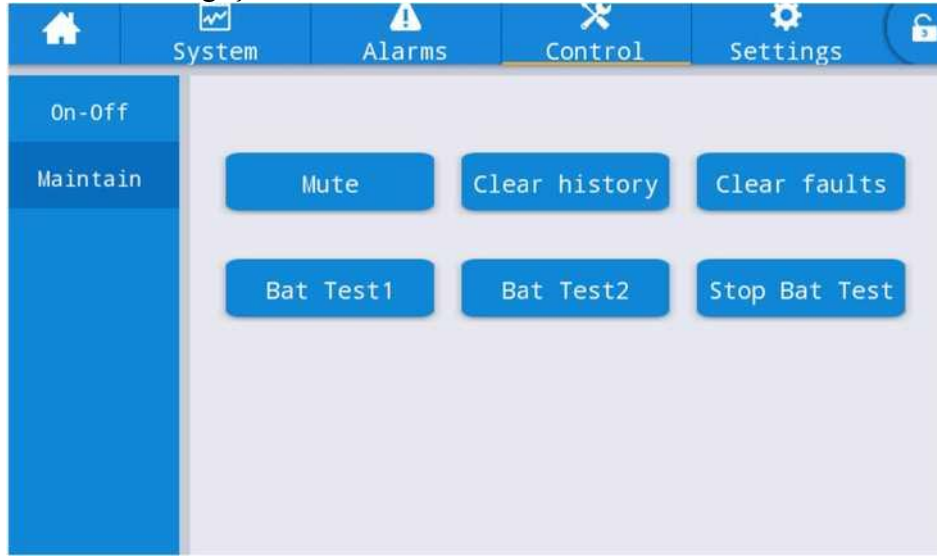 System Alarms Control Settings
On-Off
Maintain
Mute Clear history Clear faults
Bat Test1 Bat Test2 Stop Bat Test